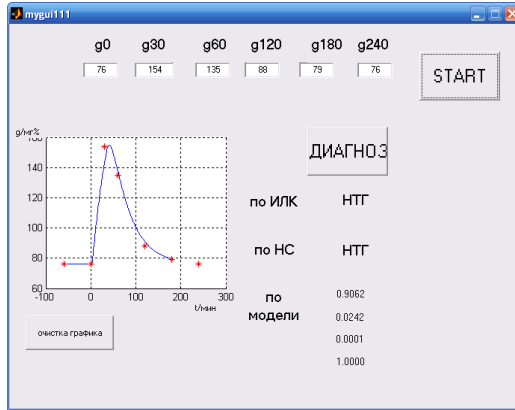 mygui111
g0 g30 g60 g120 g180 g240
76 154 135 88 79 76
START
g/мг%
160
140
120
100
80
60
-100 0 100 200 300
t/мин
очистка графика
ДИАГНОЗ
по ИЛК НТГ
по НС НТГ
по
модели
0.9062
0.0242
0.0001
1.0000